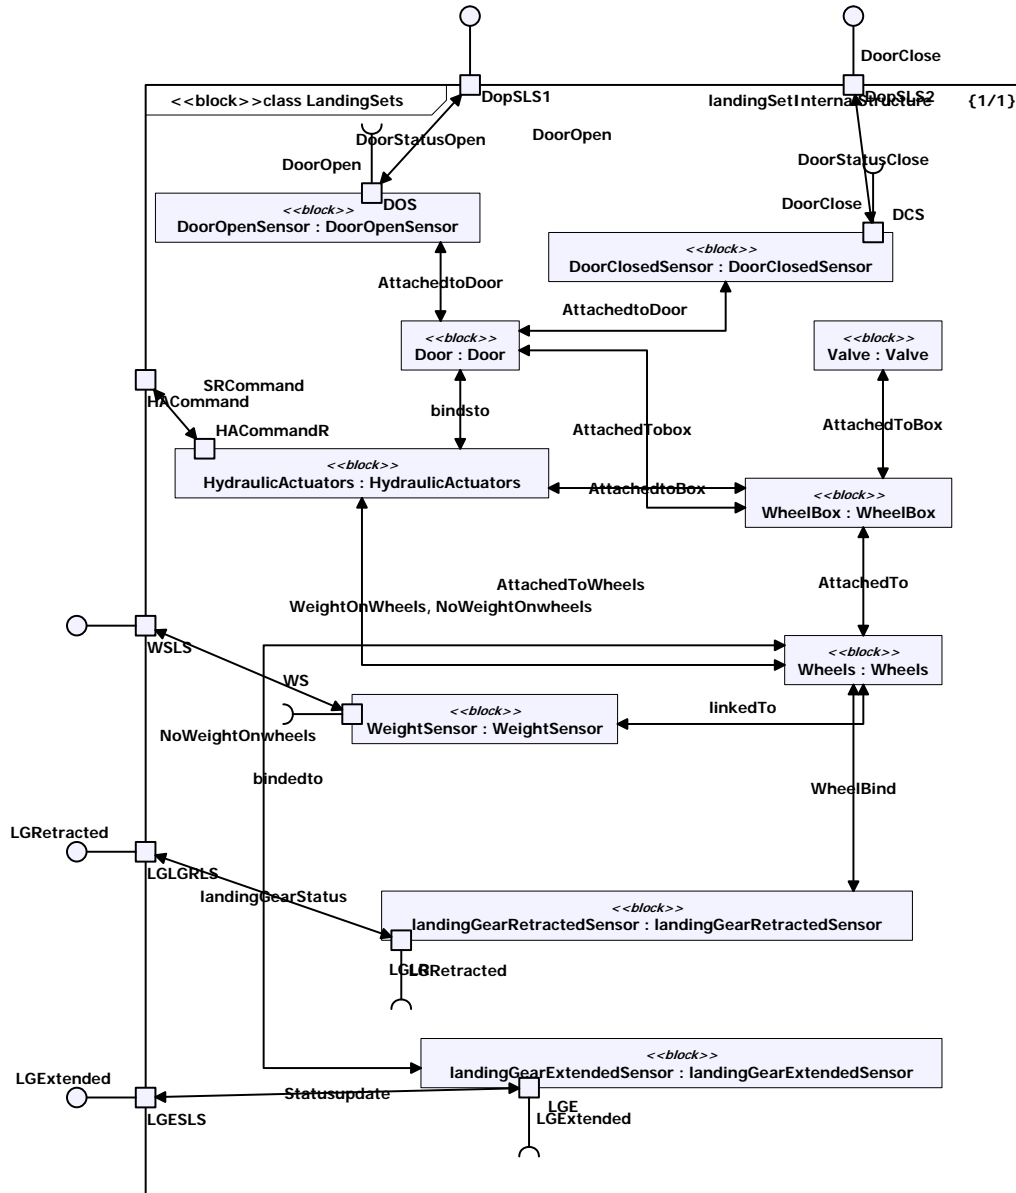 DoorClose
<<block>>class LandingSets
DopSLS1
landingSetInternalStructure
DopSLS2
{1/1}
DoorStatusOpen
DoorOpen
DoorOpen
DoorStatusClose
DoorClose
DOS
DCS
<<block>>
DoorOpenSensor : DoorOpenSensor
<<block>>
DoorClosedSensor : DoorClosedSensor
AttachedtoDoor
AttachedtoDoor
<<block>>
Door : Door
<<block>>
Valve : Valve
SRCommand
HACommand
bindsto
HACommandR
AttachedTobox
AttachedToBox
<<block>>
HydraulicActuators : HydraulicActuators
AttachedtoBox
<<block>>
WheelBox : WheelBox
AttachedToWheels
AttachedTo
WeightOnWheels, NoWeightOnwheels
WSLS
<<block>>
Wheels : Wheels
WS
linkedTo
<<block>>
WeightSensor : WeightSensor
NoWeightOnwheels
bindedto
WheelBind
LGRetracted
LGLGRLS
landingGearStatus
<<block>>
landingGearRetractedSensor : landingGearRetractedSensor
LGLR
LGRetracted
<<block>>
landingGearExtendedSensor : landingGearExtendedSensor
LGExtended
Statusupdate
LGESLS
LGE
LGExtended